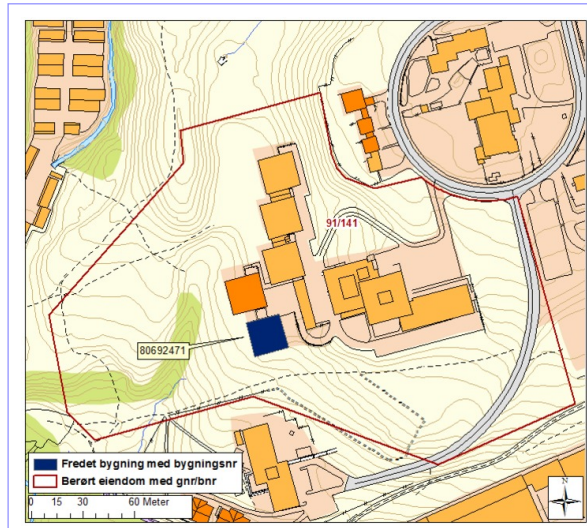 91/141
80692471
Fredet bygning med bygningsnr
Berørt eiendom med gnr/bnr
0 15 30 60 Meter
N